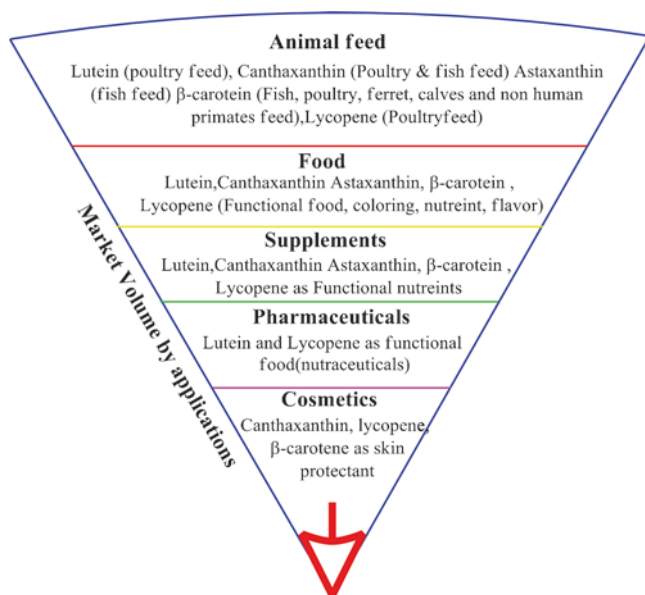 Animal feed
Lutein (poultry feed), Canthaxanthin (Poultry & fish feed) Astaxanthin
(fish feed) β-carotein (Fish, poultry, ferret, calves and non human
primates feed),Lycopene (Poultryfeed)
Food
Lutein,Canthaxanthin Astaxanthin, β-carotein ,
Lycopene (Functional food, coloring, nutreint, flavor)
Supplements
Lutein,Canthaxanthin Astaxanthin, β-carotein ,
Lycopene as Functional nutreints
Pharmaceuticals
Lutein and Lycopene as functional
food(nutraceuticals)
Cosmetics
Canthaxanthin, lycopene,
β-carotene as skin
protectant
Market Volume by applications